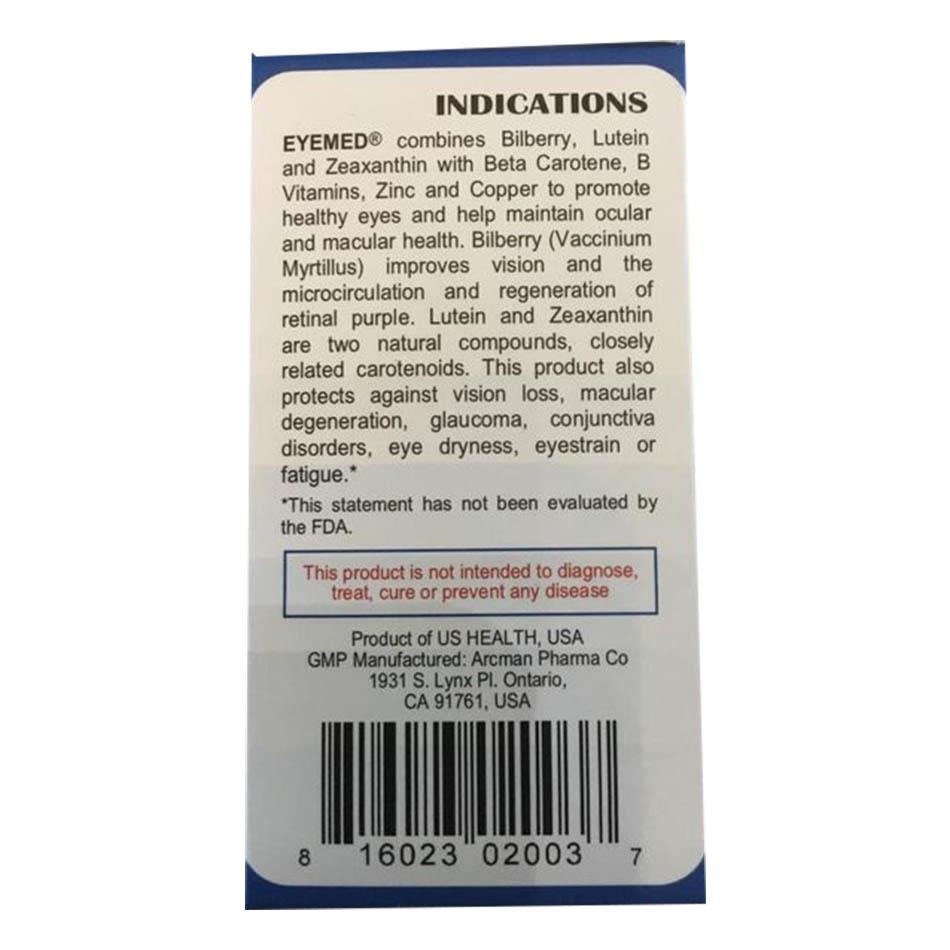 INDICATIONS
EYEMED® combines Bilberry, Lutein
and Zeaxanthin with Beta Carotene, B
Vitamins, Zinc and Copper to promote
healthy eyes and help maintain ocular
and macular health. Bilberry (Vaccinium
Myrtillus) improves vision and the
microcirculation and regeneration of
retinal purple. Lutein and Zeaxanthin
are two natural compounds, closely
related carotenoids. This product also
protects against vision loss, macular
degeneration, glaucoma, conjunctiva
disorders, eye dryness, eyestrain or
fatigue.*
*This statement has not been evaluated by
the FDA.
This product is not intended to diagnose,
treat, cure or prevent any disease
Product of US HEALTH, USA
GMP Manufactured: Arcman Pharma Co
1931 S. Lynx Pl. Ontario,
CA 91761, USA
8 16023 02003 7